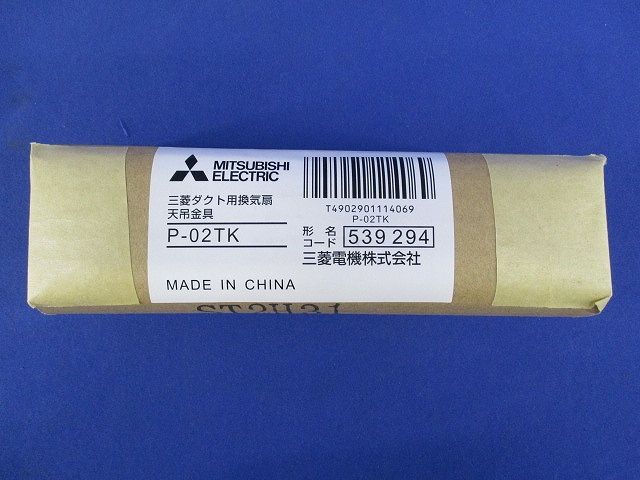 MITSUBISHI
ELECTRIC
三菱ダクト用換気扇
天吊金具
P-02TK
MADE IN CHINA
T4902901114069
P-02TK
形名
コード 539 294
三菱電機株式会社